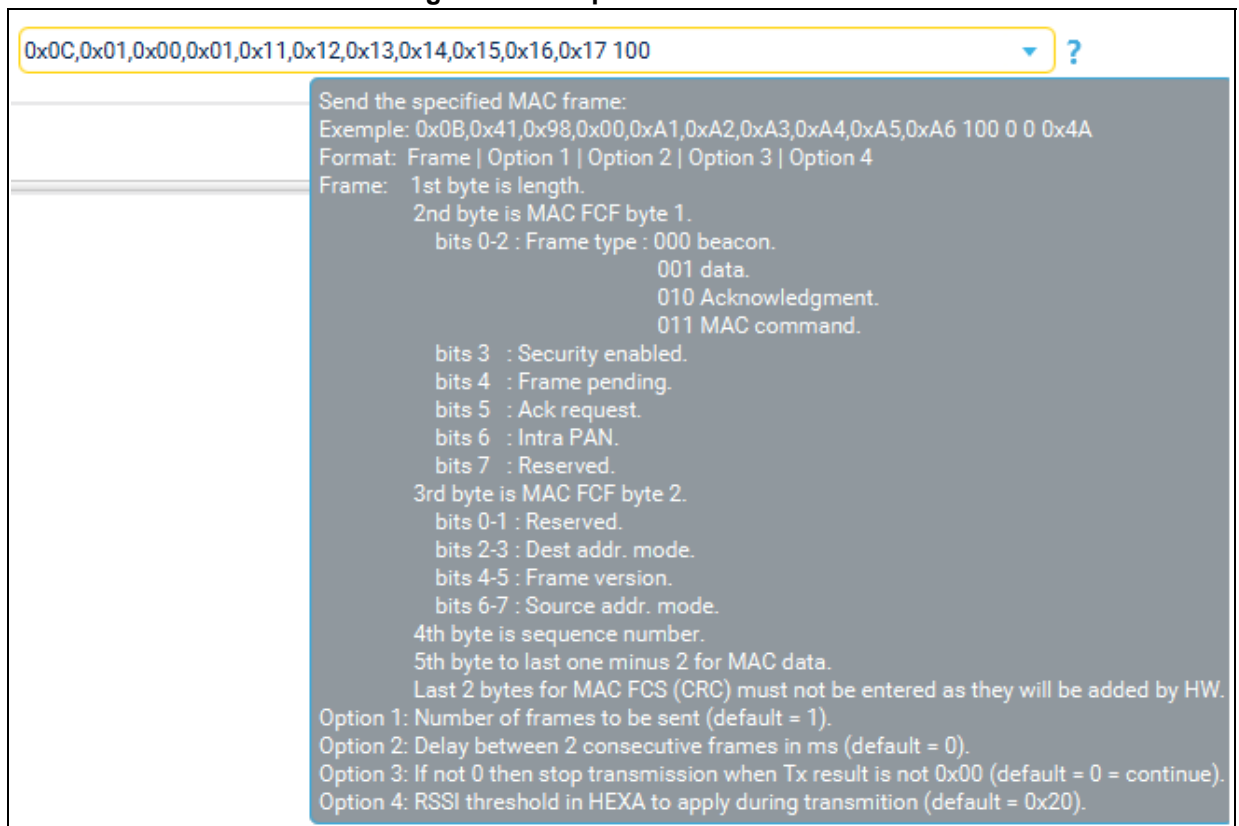 0x0C,0x01,0x00,0x01,0x11,0x12,0x13,0x14,0x15,0x16,0x17 100
?
Send the specified MAC frame:
Exemple: 0x0B,0x41,0x98,0x00,0xA1,0xA2,0xA3,0xA4,0xA5,0xA6 100 0 0 0x4A
Format: Frame | Option 1 | Option 2 | Option 3 | Option 4
Frame: 1st byte is length.
2nd byte is MAC FCF byte 1.
bits 0-2 : Frame type : 000 beacon.
001 data.
010 Acknowledgment.
011 MAC command.
bits 3 : Security enabled.
bits 4 : Frame pending.
bits 5 : Ack request.
bits 6 : Intra PAN.
bits 7 : Reserved.
3rd byte is MAC FCF byte 2.
bits 0-1 : Reserved.
bits 2-3 : Dest addr. mode.
bits 4-5 : Frame version.
bits 6-7 : Source addr. mode.
4th byte is sequence number.
5th byte to last one minus 2 for MAC data.
Last 2 bytes for MAC FCS (CRC) must not be entered as they will be added by HW.
Option 1: Number of frames to be sent (default = 1).
Option 2: Delay between 2 consecutive frames in ms (default = 0).
Option 3: If not 0 then stop transmission when Tx result is not 0x00 (default = 0 = continue).
Option 4: RSSI threshold in HEXA to apply during transmition (default = 0x20).